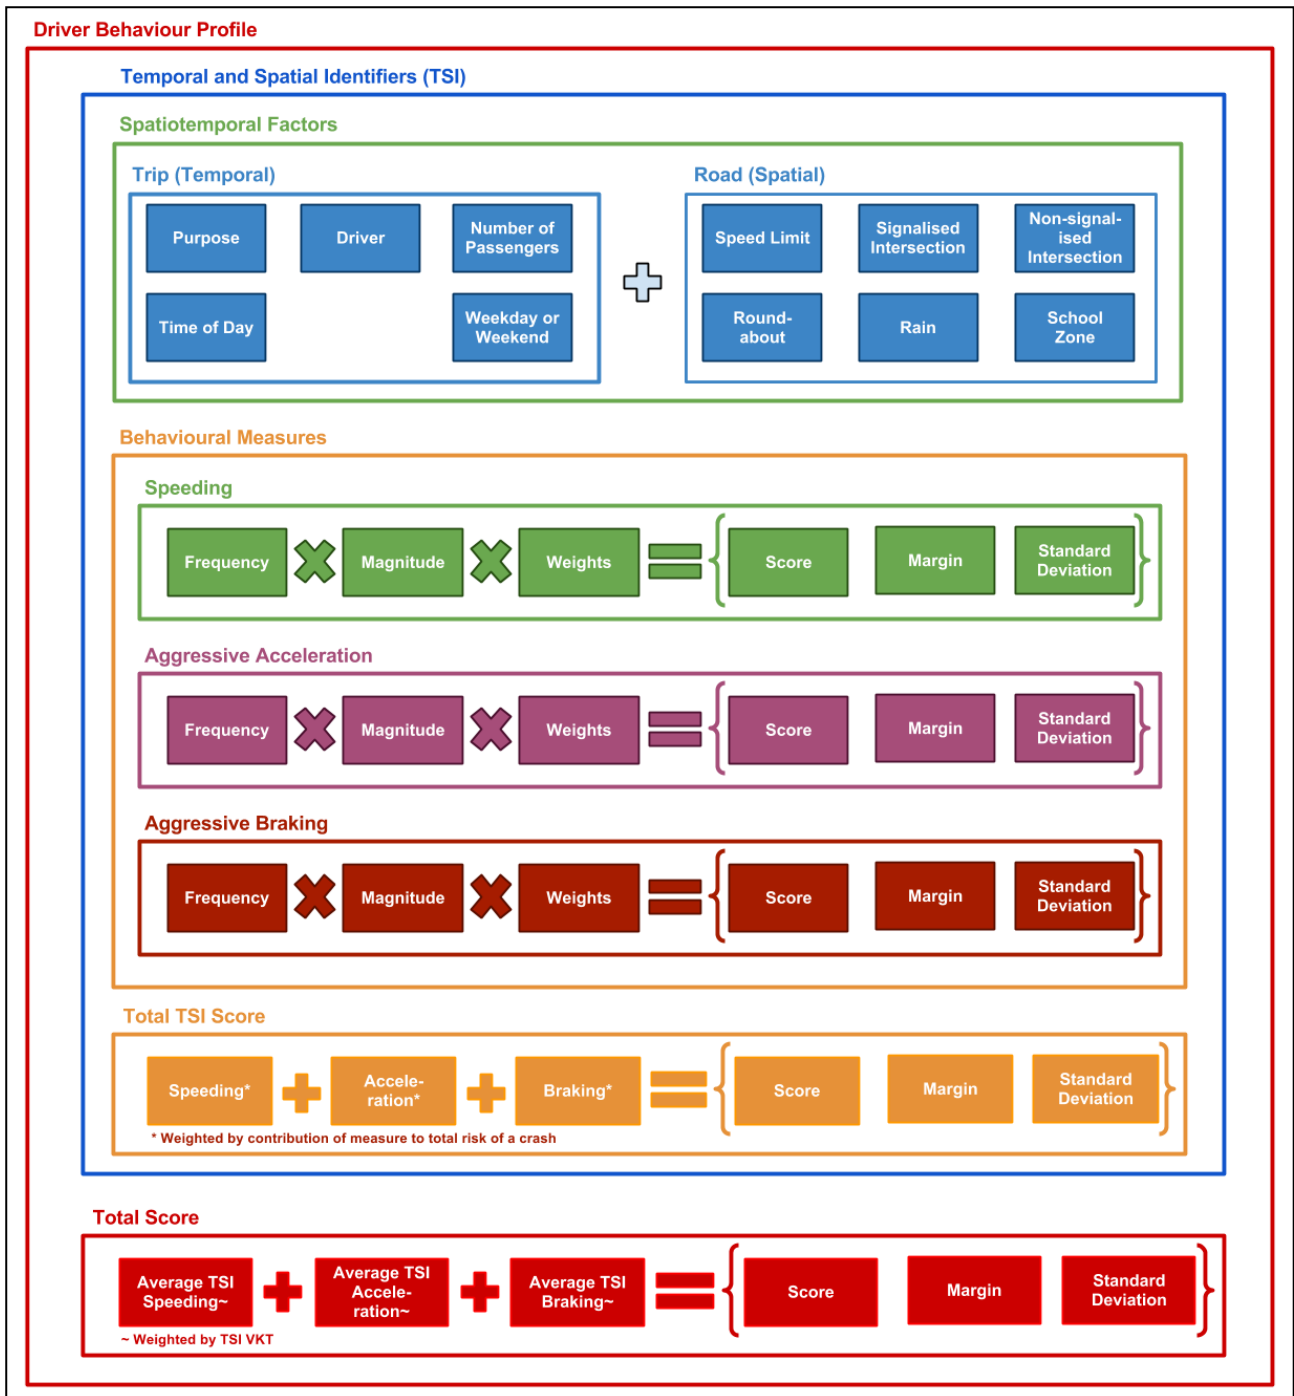 Driver Behaviour Profile
Temporal and Spatial Identifiers (TSI)
Spatiotemporal Factors
Trip (Temporal)
Purpose
Driver
Number of
Passengers
Time of Day
Weekday or
Weekend
Road (Spatial)
Speed Limit
Signalised
Intersection
Non-signal-
ised
Intersection
Round-
about
Rain
School
Zone
Behavioural Measures
Speeding
Frequency
Magnitude
Weights
Score
Margin
Standard
Deviation
Aggressive Acceleration
Frequency
Magnitude
Weights
Score
Margin
Standard
Deviation
Aggressive Braking
Frequency
Magnitude
Weights
Score
Margin
Standard
Deviation
Total TSI Score
Speeding*
Accele-
ration*
Braking*
Score
Margin
Standard
Deviation
* Weighted by contribution of measure to total risk of a crash
Total Score
Average TSI
Speeding~
Average TSI
Accele-
ration~
Average TSI
Braking~
Score
Margin
Standard
Deviation
~ Weighted by TSI VKT